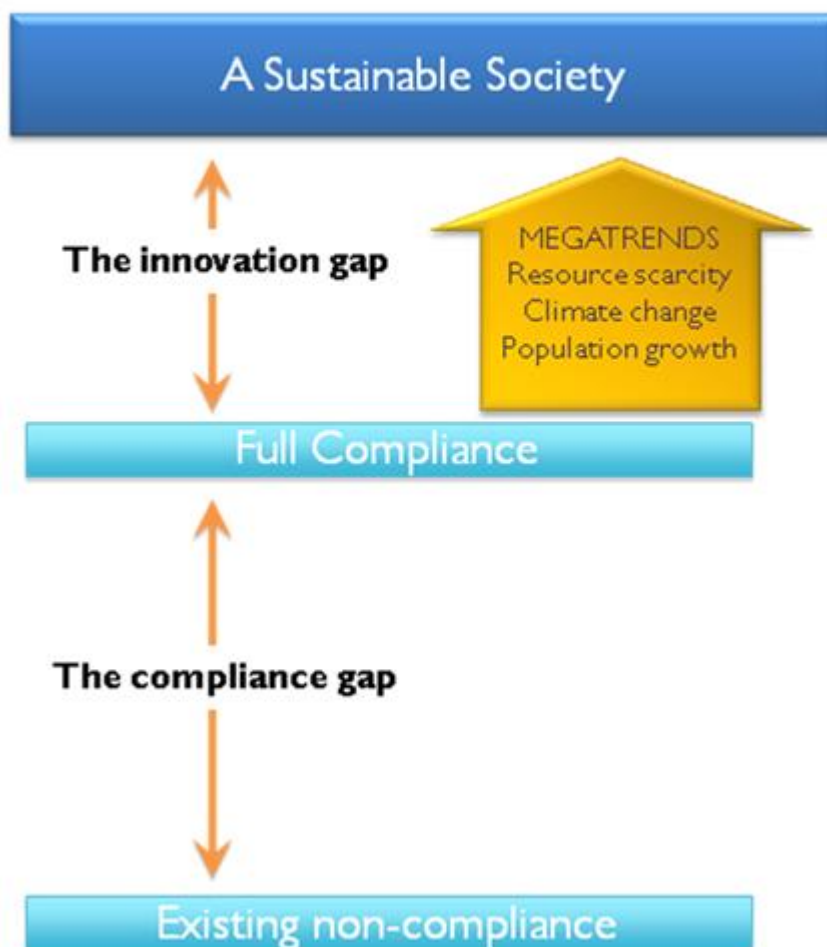 A Sustainable Society
The innovation gap
MEGATRENDS
Resource scarcity
Climate change
Population growth
Full Compliance
The compliance gap
Existing non-compliance